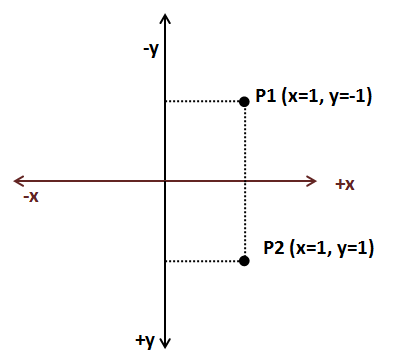 -y
P1 (x=1, y=-1)
-x
+x
P2 (x=1, y=1)
+y